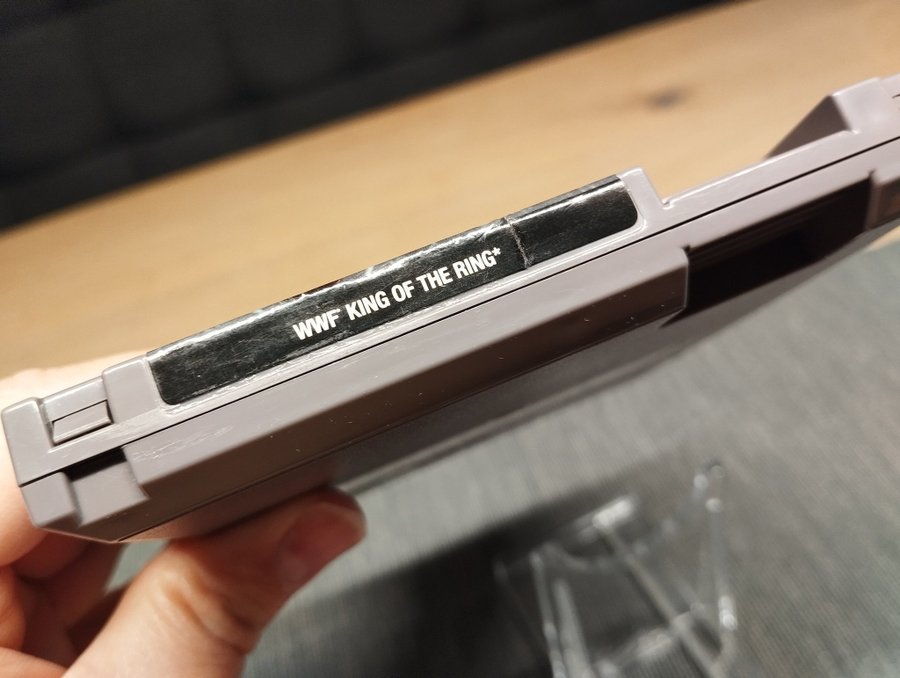 WWF KING OF THE RING*